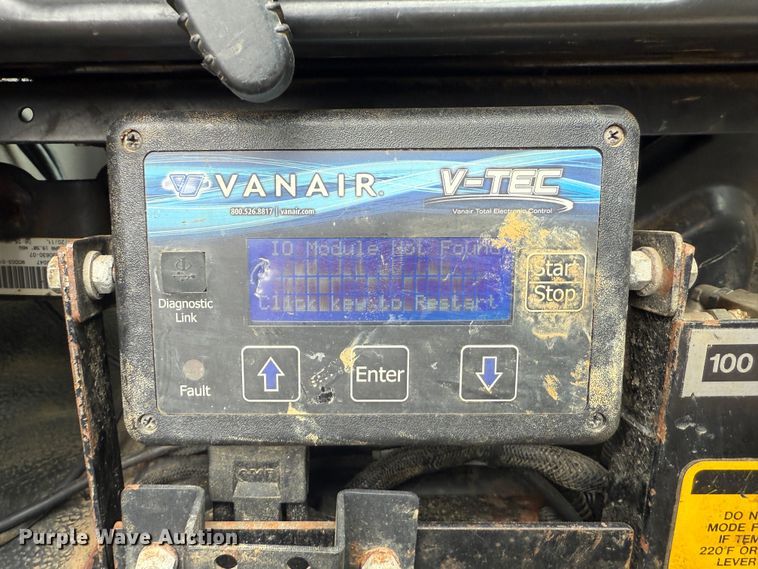 VANAIR®
V-TEC
800.526.8817 | vanair.com
Vanair Total Electronic Control
IO Module Not Found
Click key to Restart
Start
Stop
Diagnostic
Link
Fault
Enter
100
DO N
MODE F
IF TEM
220°F OR
LEVER
Purple Wave Auction